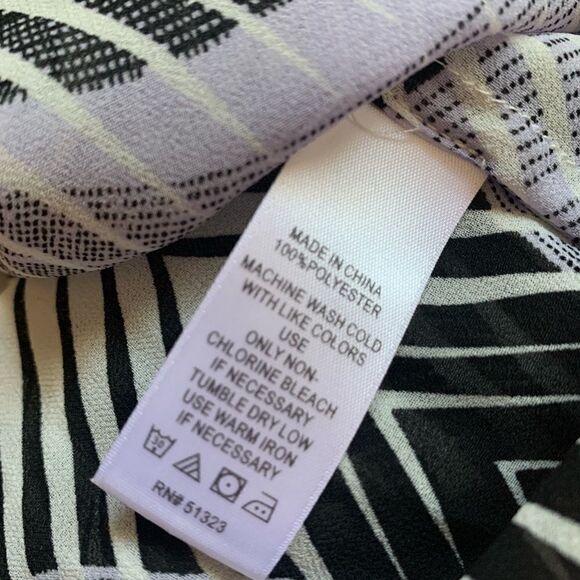 MADE IN CHINA
100%POLYESTER
MACHINE WASH COLD
WITH LIKE COLORS
USE
ONLY NON-
CHLORINE BLEACH
IF NECESSARY
TUMBLE DRY LOW
USE WARM IRON
IF NECESSARY
30
RN# 51323